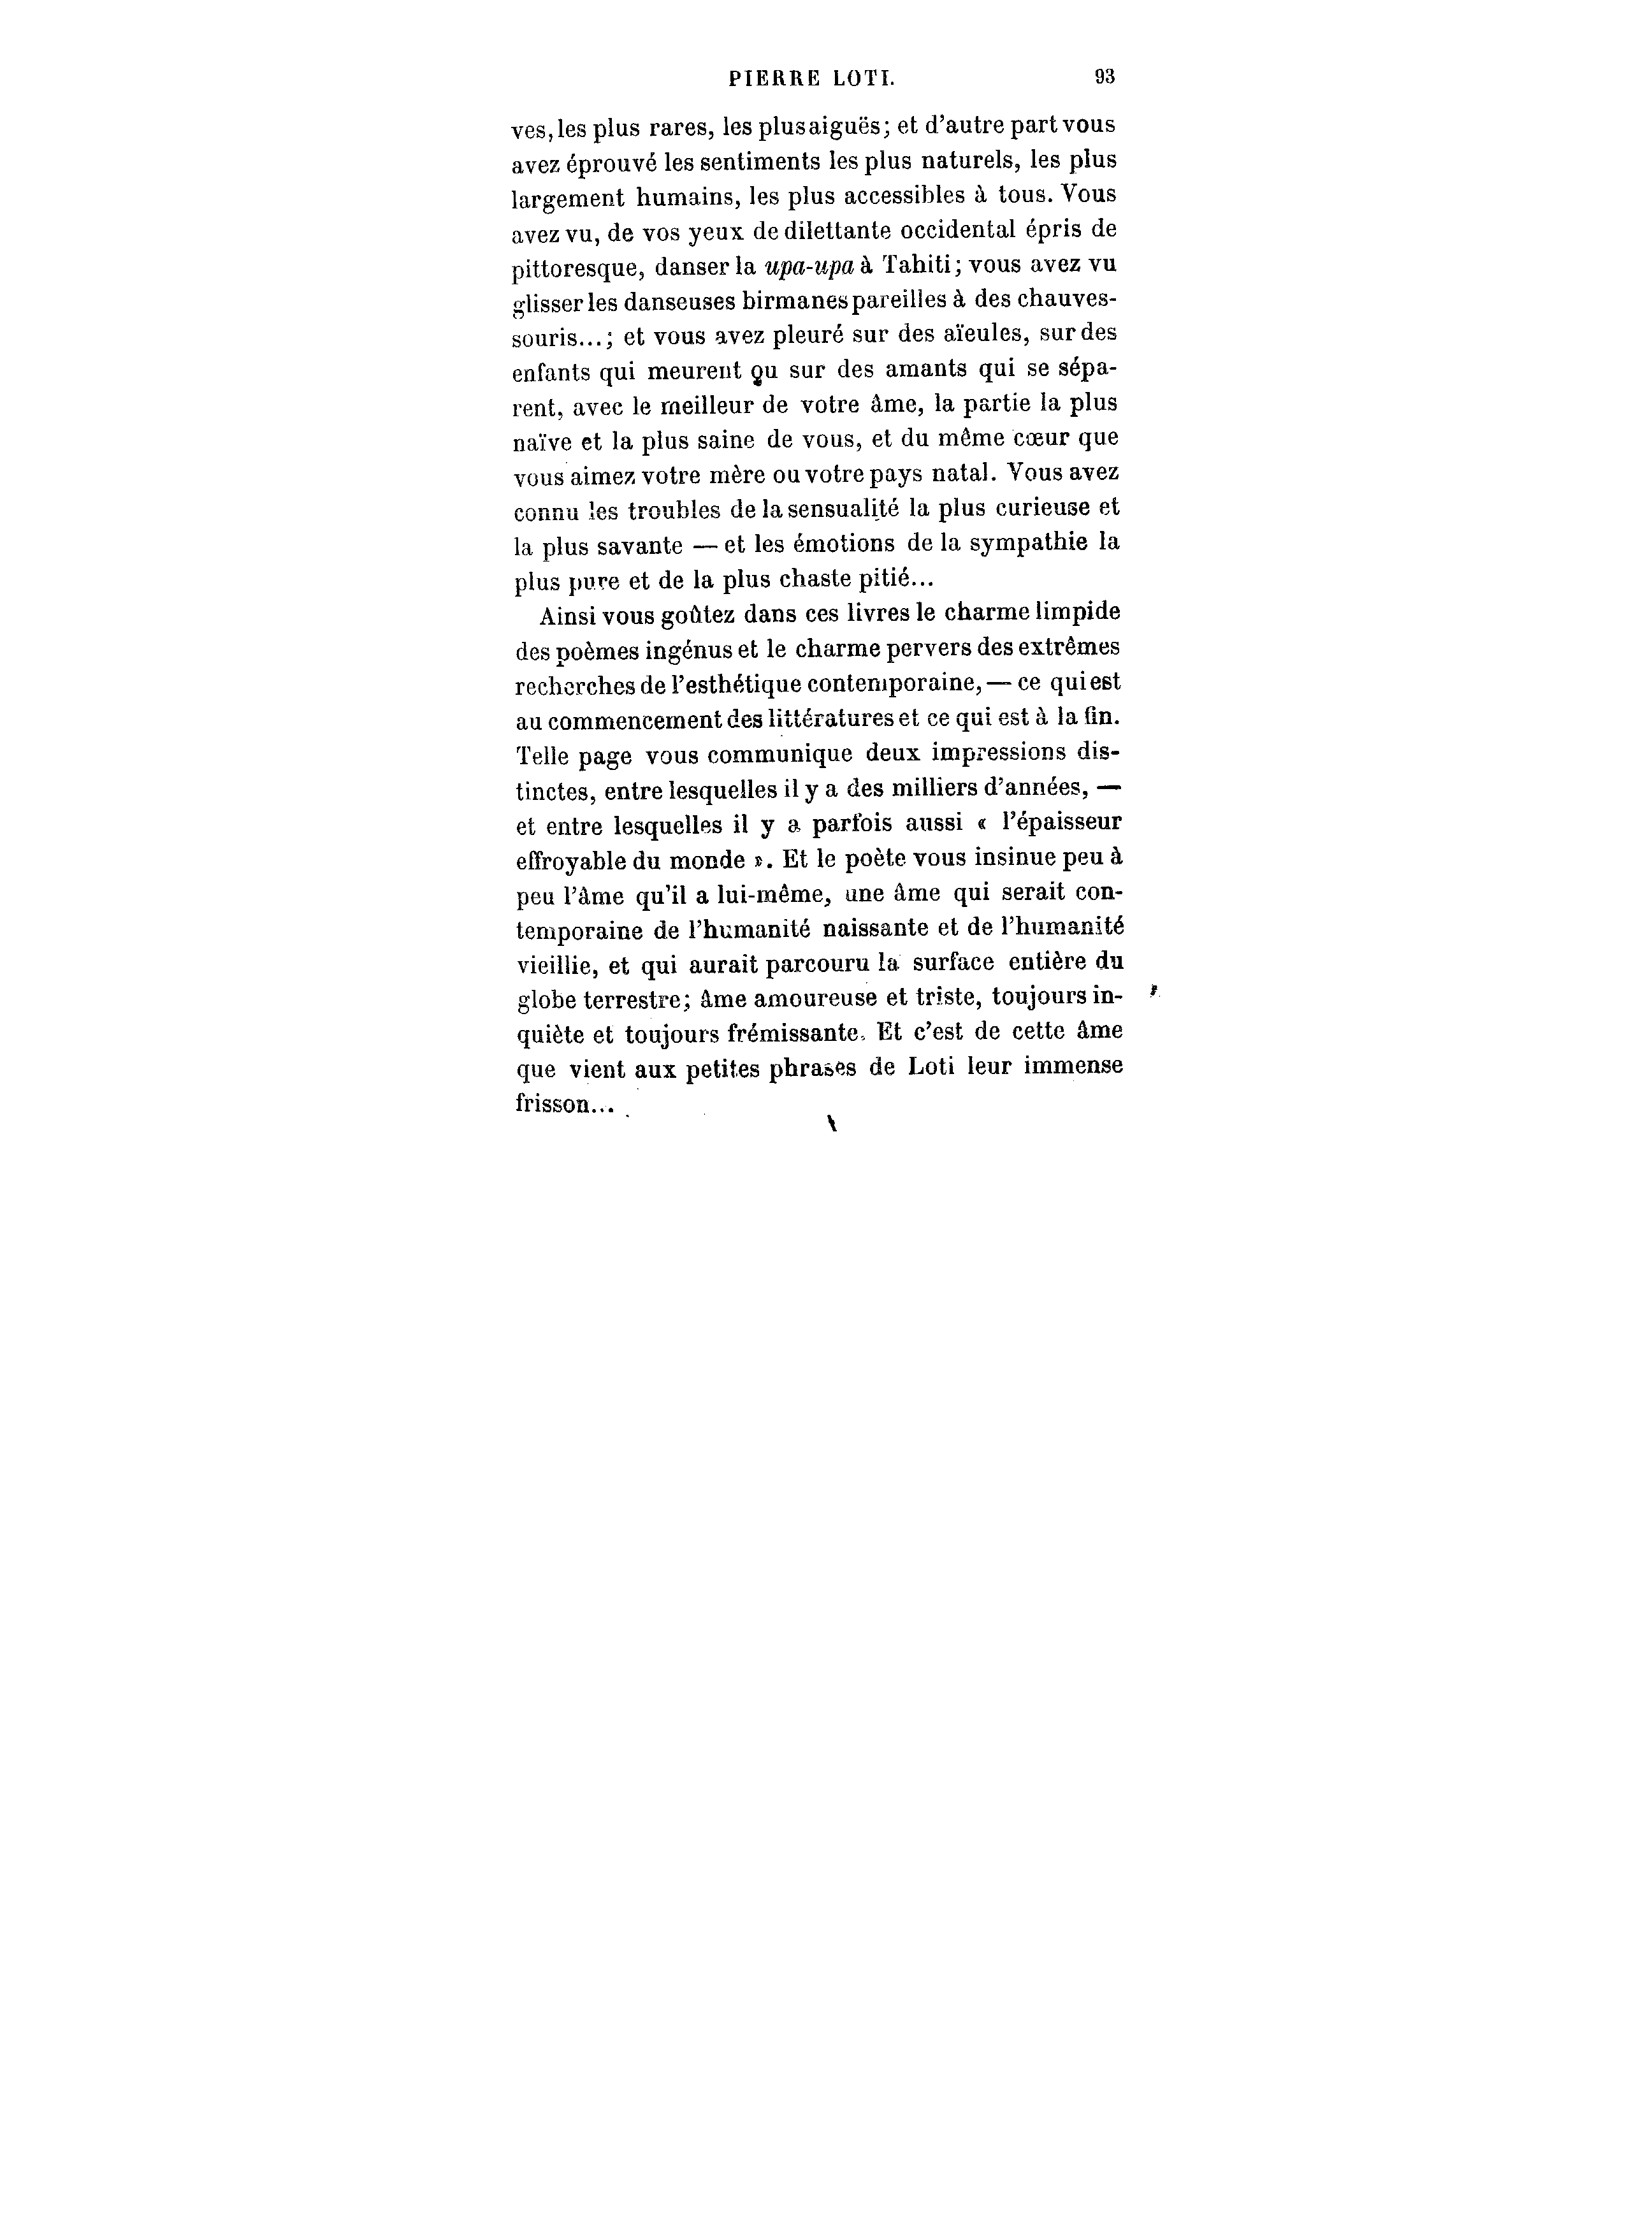 PIERRE LOTI. 93
ves, les plus rares, les plus aiguës; et d'autre part vous
avez éprouvé les sentiments les plus naturels, les plus
largement humains, les plus accessibles à tous. Vous
avez vu, de vos yeux de dilettante occidental épris de
pittoresque, danser la upa-upa à Tahiti; vous avez vu
glisser les danseuses birmanes pareilles à des chauves-
souris...; et vous avez pleuré sur des aïeules, sur des
enfants qui meurent ou sur des amants qui se sépa-
rent, avec le meilleur de votre âme, la partie la plus
naïve et la plus saine de vous, et du même cœur que
vous aimez votre mère ou votre pays natal. Vous avez
connu les troubles de la sensualité la plus curieuse et
la plus savante — et les émotions de la sympathie la
plus pure et de la plus chaste pitié...
Ainsi vous goûtez dans ces livres le charme limpide
des poèmes ingénus et le charme pervers des extrêmes
recherches de l'esthétique contemporaine, — ce qui est
au commencement des littératures et ce qui est à la fin.
Telle page vous communique deux impressions dis-
tinctes, entre lesquelles il y a des milliers d'années, —
et entre lesquelles il y a parfois aussi « l'épaisseur
effroyable du monde ». Et le poète vous insinue peu à
peu l'âme qu'il a lui-même, une âme qui serait con-
temporaine de l'humanité naissante et de l'humanité
vieillie, et qui aurait parcouru la surface entière du
globe terrestre; âme amoureuse et triste, toujours in-
quiète et toujours frémissante. Et c'est de cette âme
que vient aux petites phrases de Loti leur immense
frisson...